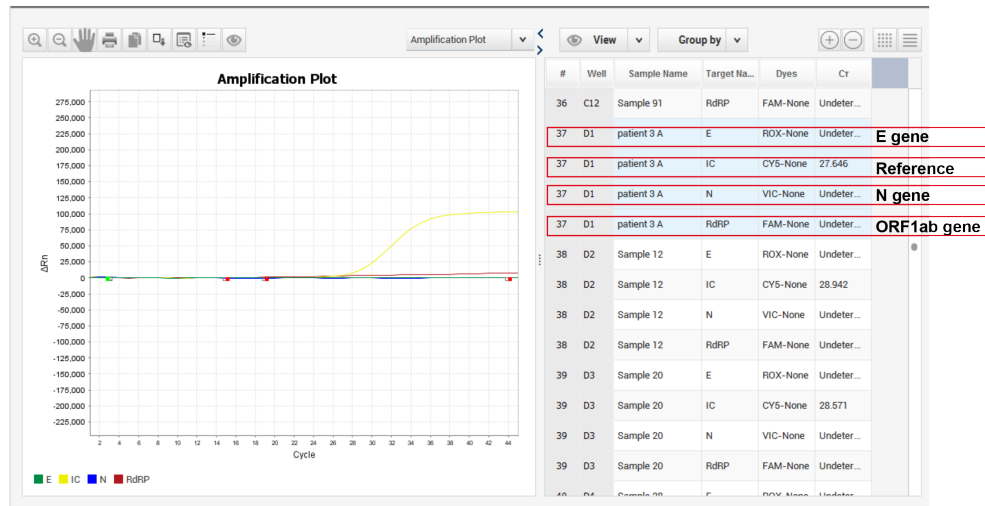 Amplification Plot
View
Group by
Amplification Plot
275,000
250,000
225,000
200,000
175,000
150,000
125,000
100,000
75,000
50,000
25,000
0
-25,000
-50,000
-75,000
-100,000
-125,000
-150,000
-175,000
-200,000
-225,000
ΔRn
2 4 6 8 10 12 14 16 18 20 22 24 26 28 30 32 34 36 38 40 42 44
Cycle
E IC N RdRP
# Well Sample Name Target Na... Dyes Cт
36 C12 Sample 91 RdRP FAM-None Undeter...
37 D1 patient 3 A E ROX-None Undeter... E gene
37 D1 patient 3 A IC CY5-None 27.646 Reference
37 D1 patient 3 A N VIC-None Undeter... N gene
37 D1 patient 3 A RdRP FAM-None Undeter... ORF1ab gene
38 D2 Sample 12 E ROX-None Undeter...
38 D2 Sample 12 IC CY5-None 28.942
38 D2 Sample 12 N VIC-None Undeter...
38 D2 Sample 12 RdRP FAM-None Undeter...
39 D3 Sample 20 E ROX-None Undeter...
39 D3 Sample 20 IC CY5-None 28.571
39 D3 Sample 20 N VIC-None Undeter...
39 D3 Sample 20 RdRP FAM-None Undeter...